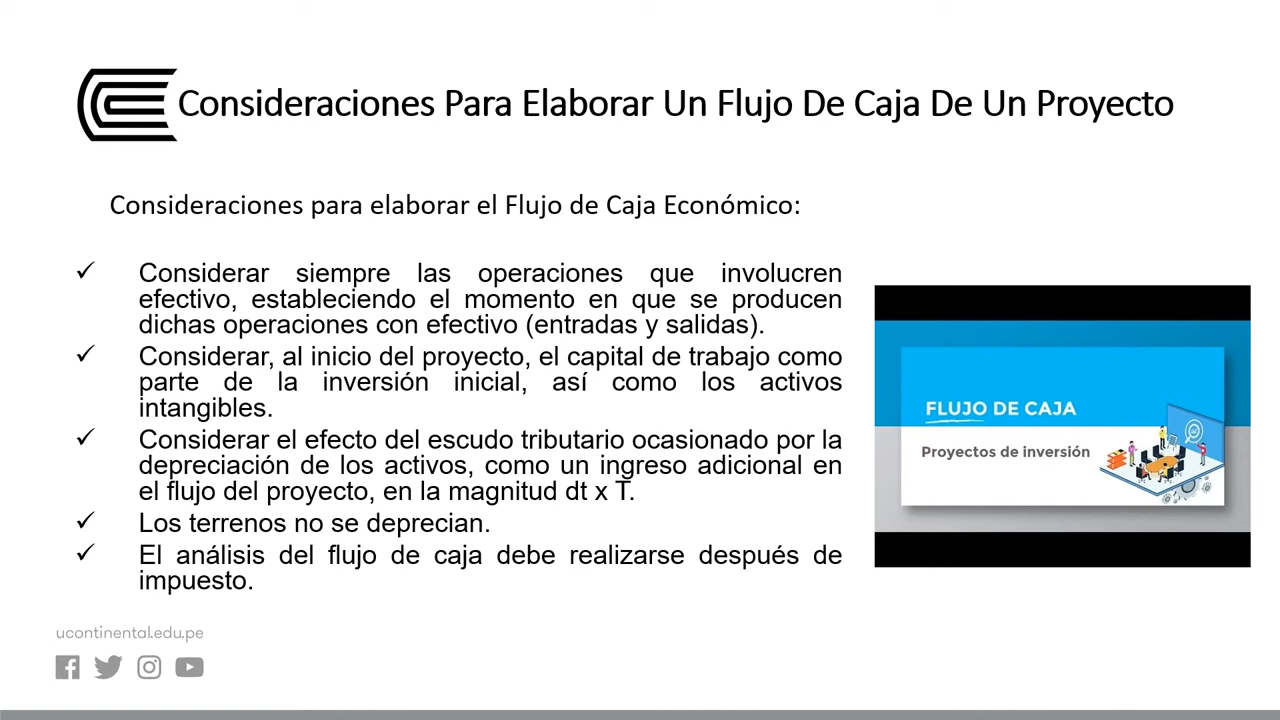 Consideraciones Para Elaborar Un Flujo De Caja De Un Proyecto
Consideraciones para elaborar el Flujo de Caja Económico:
✓ Considerar siempre las operaciones que involucren
efectivo, estableciendo el momento en que se producen
dichas operaciones con efectivo (entradas y salidas).
✓ Considerar, al inicio del proyecto, el capital de trabajo como
parte de la inversión inicial, así como los activos
intangibles.
✓ Considerar el efecto del escudo tributario ocasionado por la
depreciación de los activos, como un ingreso adicional en
el flujo del proyecto, en la magnitud dt x T.
✓ Los terrenos no se deprecian.
✓ El análisis del flujo de caja debe realizarse después de
impuesto.
FLUJO DE CAJA
Proyectos de inversión
ucontinental.edu.pe